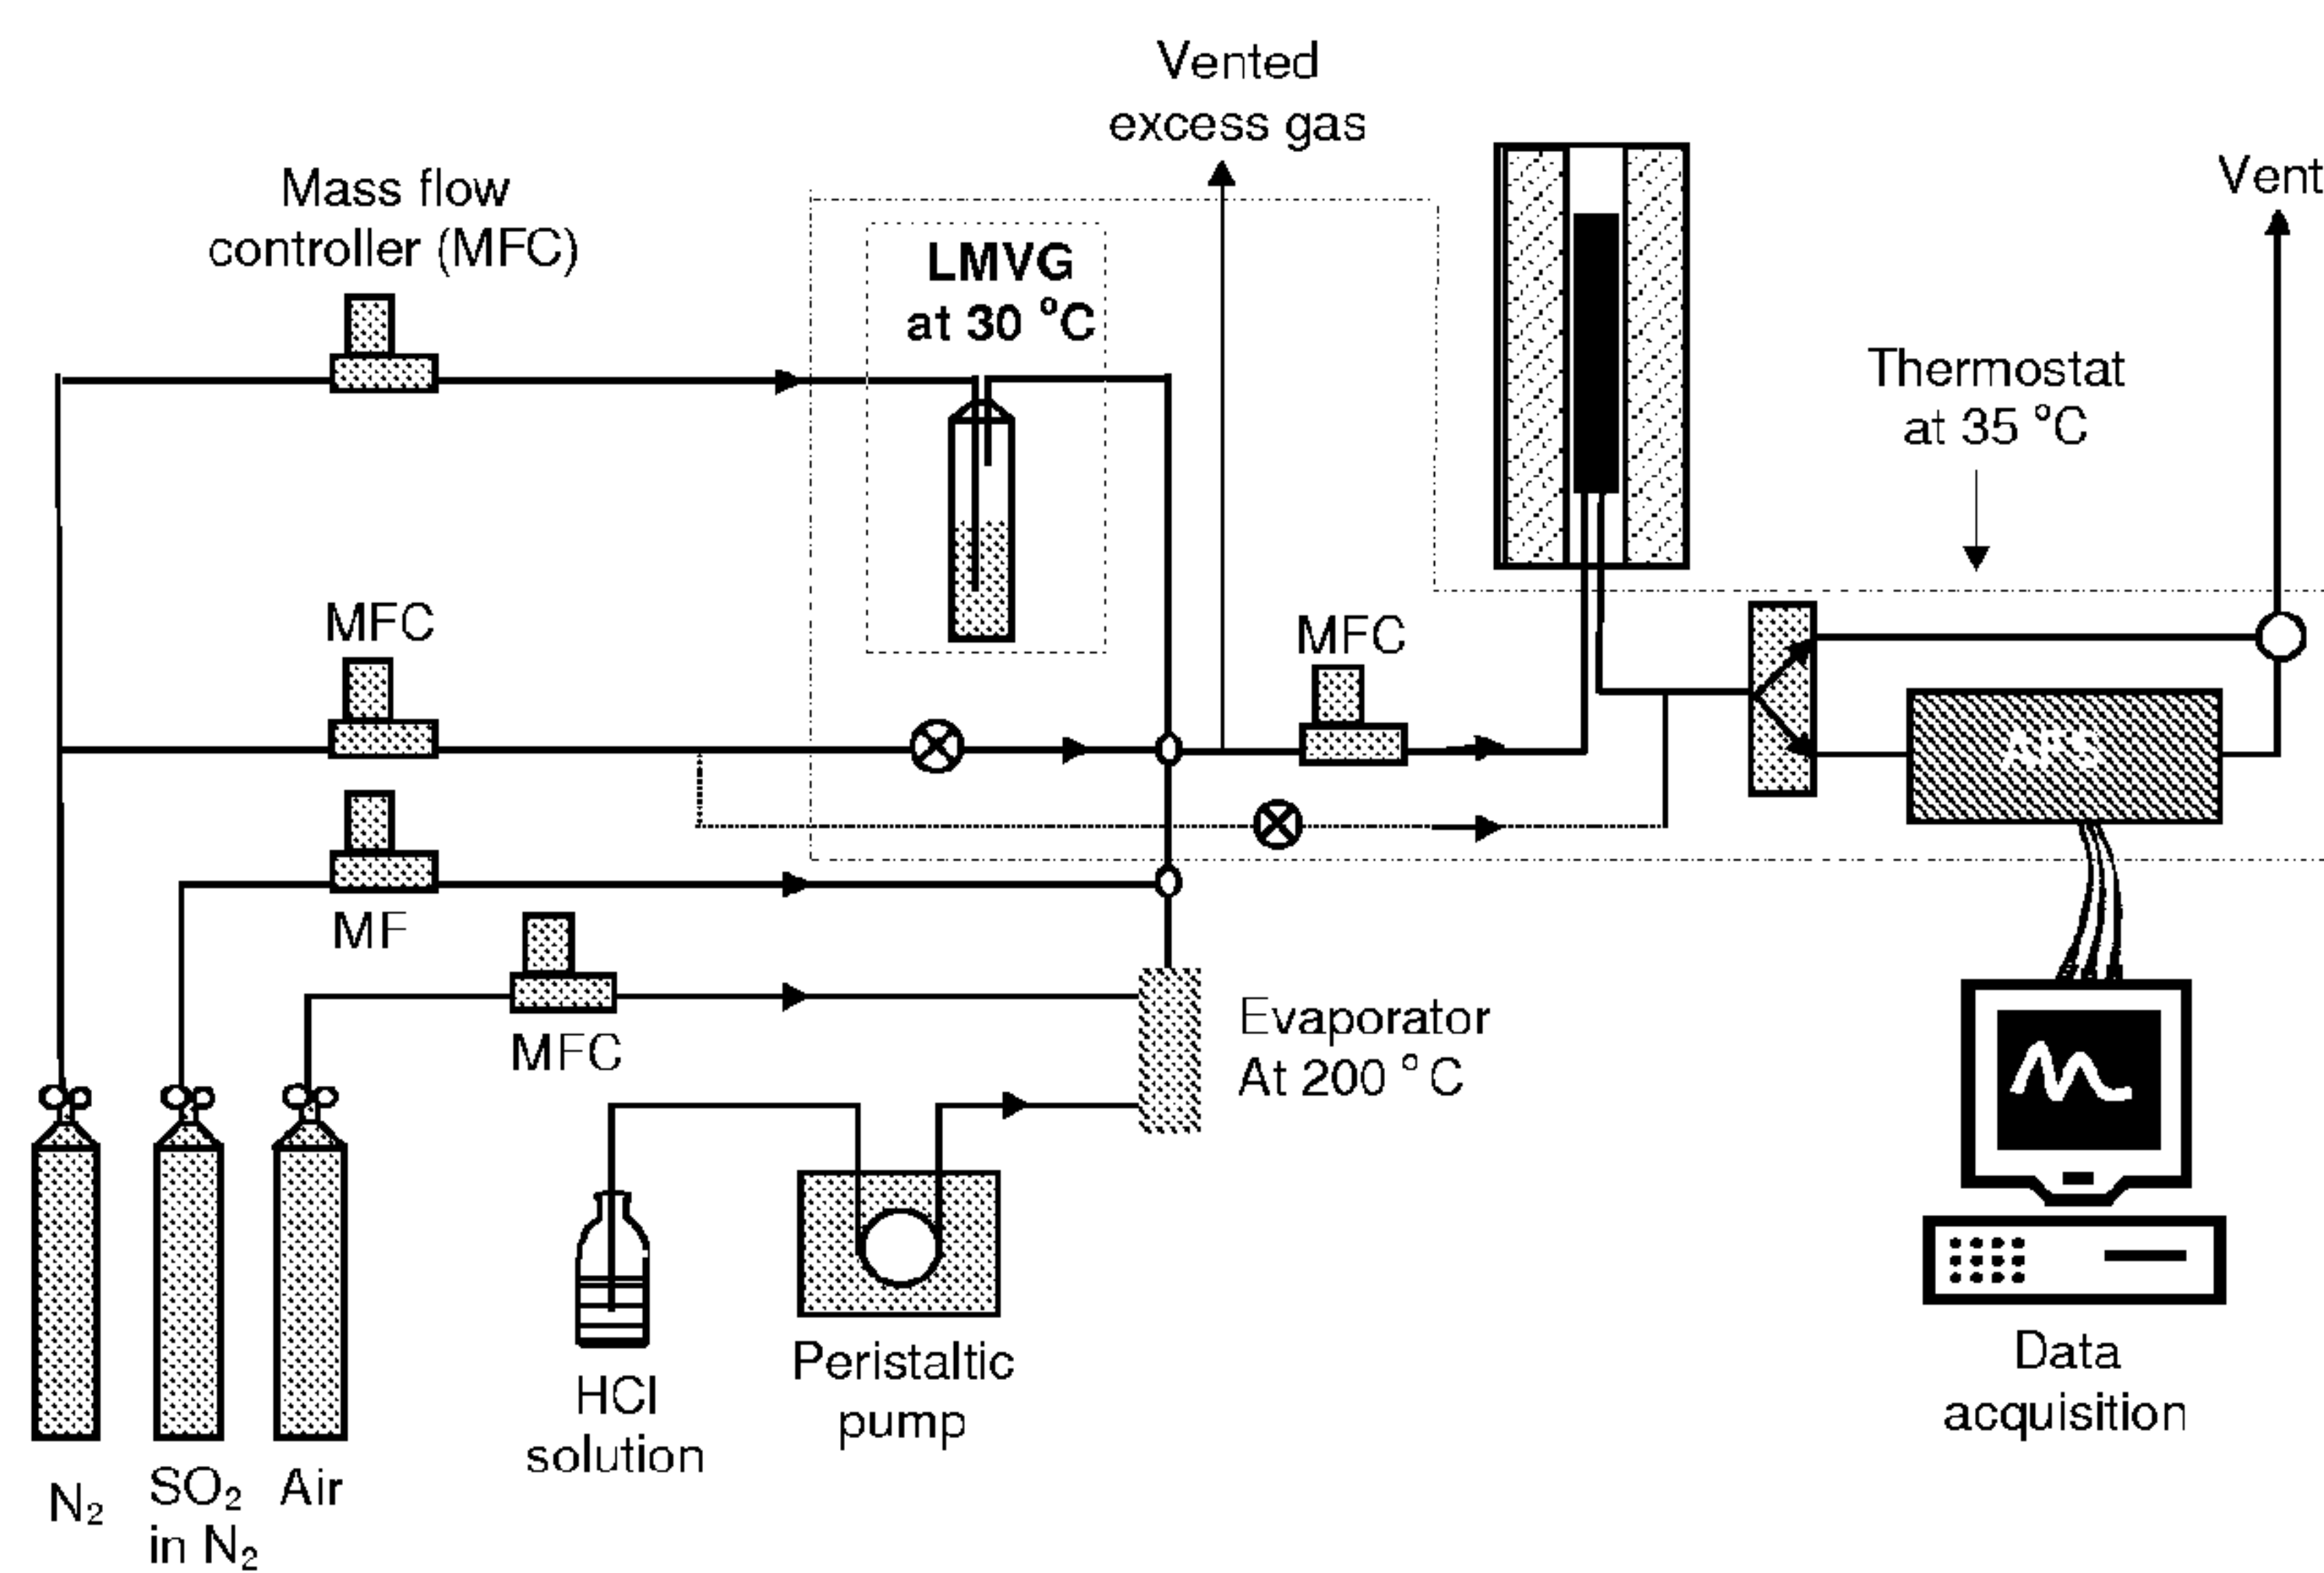 Vented
excess gas
Mass flow
controller (MFC)
Vent
LMVG
at 30 °C
Thermostat
at 35 °C
MFC
MFC
AFS
MF
MFC
Evaporator
At 200 °C
HCl
solution
Peristaltic
pump
Data
acquisition
N₂
SO₂
in N₂
Air